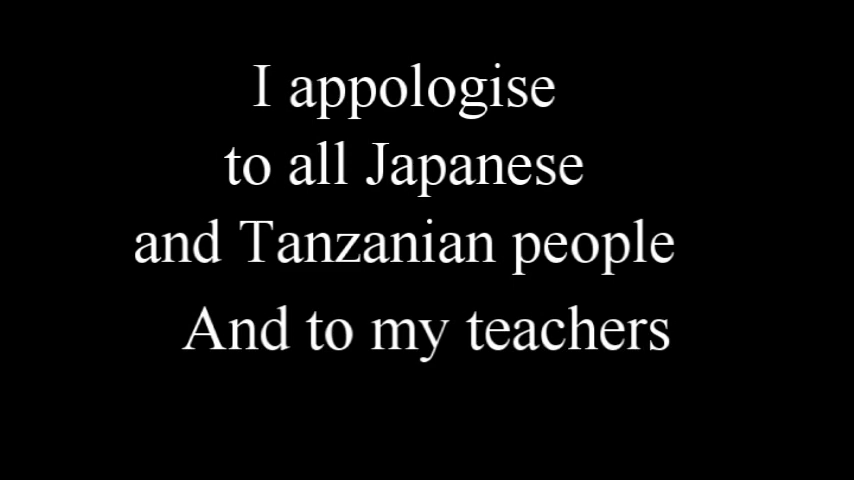 I appologise
to all Japanese
and Tanzanian people
And to my teachers